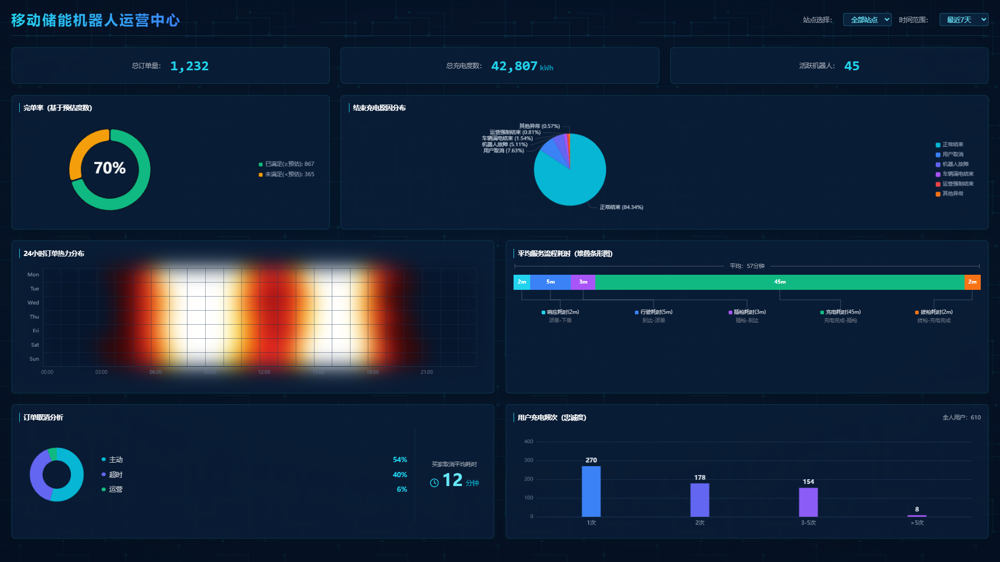 移动储能机器人运营中心
站点选择: 全部站点 时间范围: 最近7天
总订单量: 1,232
总充电度数: 42,807 kWh
活跃机器人: 45
完单率（基于预估度数）
70%
已满足(≥预估): 867
未满足(<预估): 365
结束充电原因分布
其他异常 (0.57%)
运营强制结束 (0.81%)
车辆满电结束 (1.54%)
机器人故障 (5.11%)
用户取消 (7.63%)
正常结束 (84.34%)
正常结束
用户取消
机器人故障
车辆满电结束
运营强制结束
其他异常
24小时订单热力分布
Mon
Tue
Wed
Thu
Fri
Sat
Sun
00:00 03:00 06:00 09:00 12:00 15:00 18:00 21:00
平均服务流程耗时（堆叠条形图）
平均: 57分钟
2m 5m 3m 45m 2m
响应耗时(2m) 行驶耗时(5m) 插枪耗时(3m) 充电耗时(45m) 拔枪耗时(2m)
派单-下单 到达-派单 插枪-到达 充电完成-插枪 拔枪-充电完成
订单取消分析
主动 54%
超时 40%
运营 6%
买家取消平均耗时
12 分钟
用户充电频次（忠诚度）
全人用户: 610
400
300
200
100
0
270
178
154
8
1次 2次 3-5次 >5次